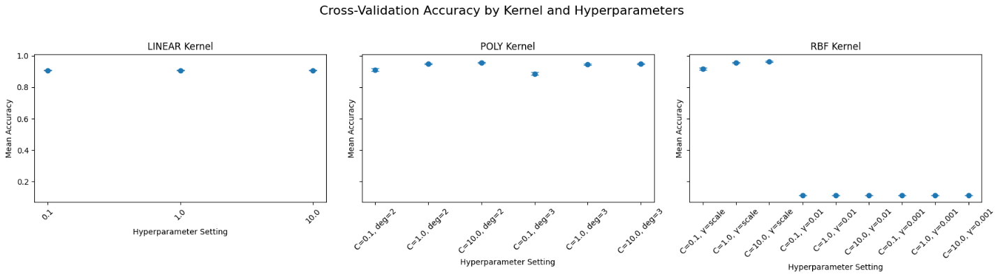 Cross-Validation Accuracy by Kernel and Hyperparameters
LINEAR Kernel
Mean Accuracy
1.0
0.8
0.6
0.4
0.2
0.1
1.0
10.0
Hyperparameter Setting
POLY Kernel
Mean Accuracy
C=0.1, deg=2
C=1.0, deg=2
C=10.0, deg=2
C=0.1, deg=3
C=1.0, deg=3
C=10.0, deg=3
Hyperparameter Setting
RBF Kernel
Mean Accuracy
C=0.1, γ=scale
C=1.0, γ=scale
C=10.0, γ=scale
C=0.1, γ=0.01
C=1.0, γ=0.01
C=10.0, γ=0.01
C=0.1, γ=0.001
C=1.0, γ=0.001
C=10.0, γ=0.001
Hyperparameter Setting